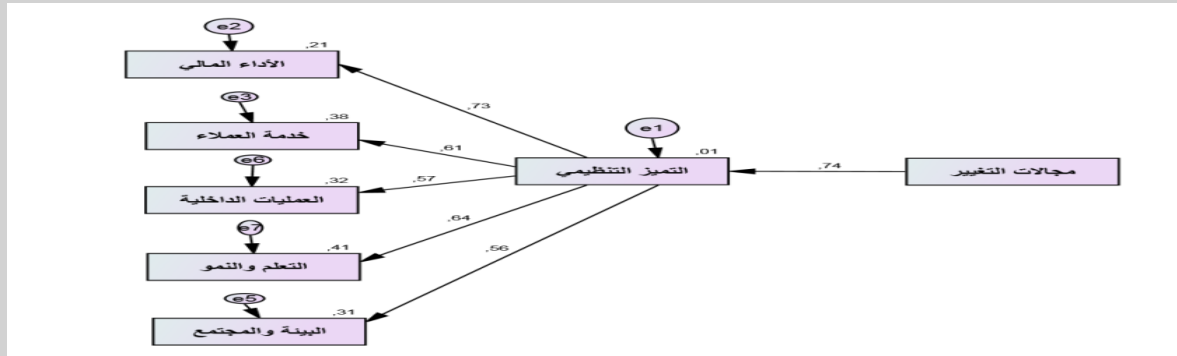 e2
,21
الأداء المالي
,73
e3
,38
خدمة العملاء
,61
e1
,01
التميز التنظيمي
,74
مجالات التغيير
e6
,32
العمليات الداخلية
,57
e7
,41
التعلم والنمو
,64
,56
e5
,31
البيئة والمجتمع